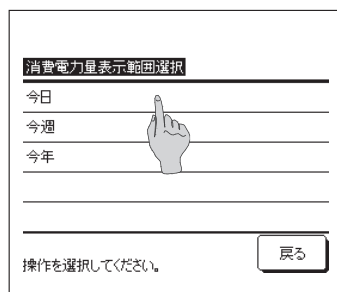 消費電力量表示範囲選択
今日
今週
今年
操作を選択してください。
戻る